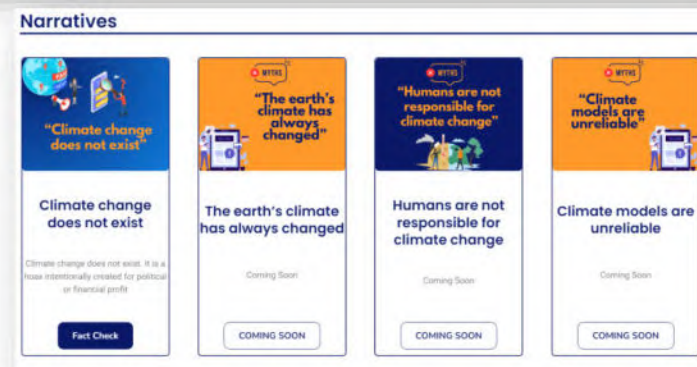 Narratives
"Climate change
does not exist"
Climate change
does not exist
Climate change does not exist. It is a
hoax intentionally created for political
or financial profit
Fact Check
MYTHS
"The earth's
climate has
always
changed"
The earth's climate
has always changed
Coming Soon
COMING SOON
MYTHS
"Humans are not
responsible for
climate change"
Humans are not
responsible for
climate change
Coming Soon
COMING SOON
MYTHS
"Climate
models are
unreliable"
Climate models are
unreliable
Coming Soon
COMING SOON